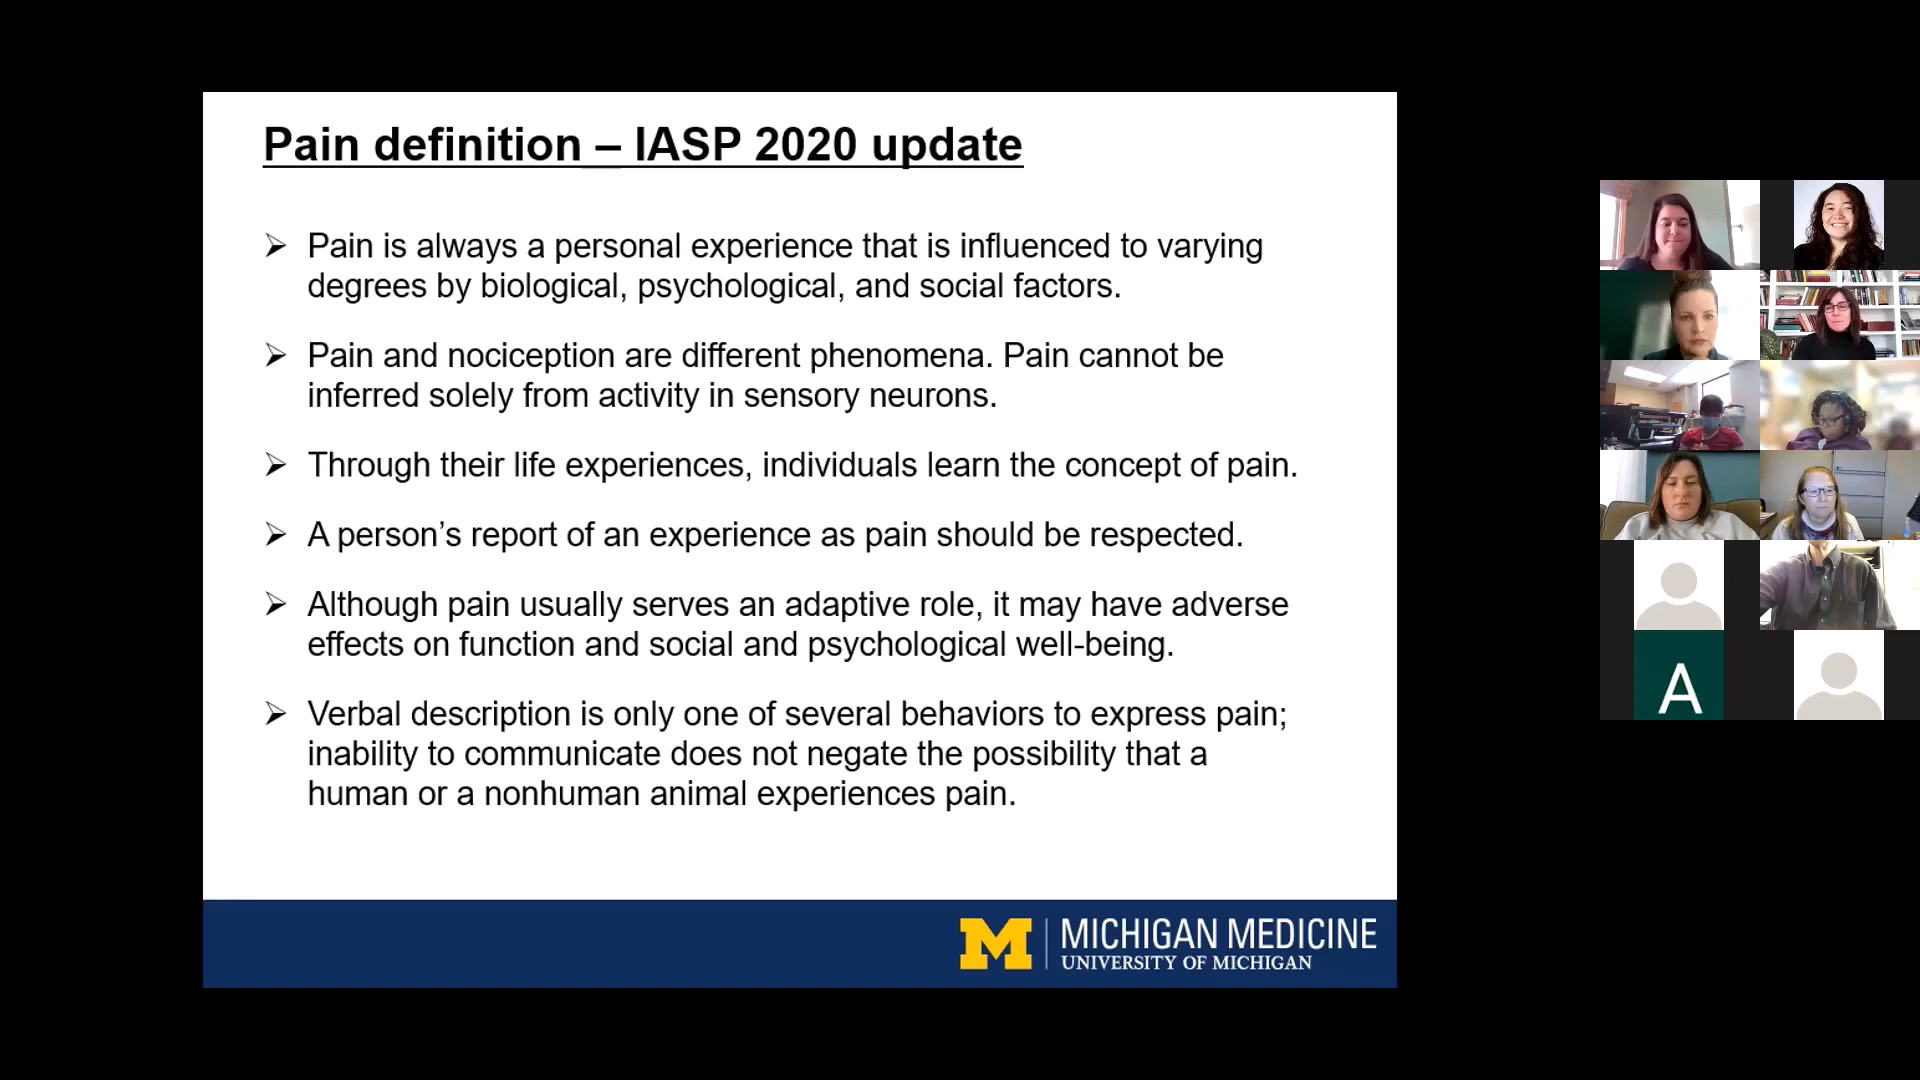 Pain definition – IASP 2020 update
➢ Pain is always a personal experience that is influenced to varying
degrees by biological, psychological, and social factors.
➢ Pain and nociception are different phenomena. Pain cannot be
inferred solely from activity in sensory neurons.
➢ Through their life experiences, individuals learn the concept of pain.
➢ A person’s report of an experience as pain should be respected.
➢ Although pain usually serves an adaptive role, it may have adverse
effects on function and social and psychological well-being.
➢ Verbal description is only one of several behaviors to express pain;
inability to communicate does not negate the possibility that a
human or a nonhuman animal experiences pain.
M MICHIGAN MEDICINE
UNIVERSITY OF MICHIGAN
A